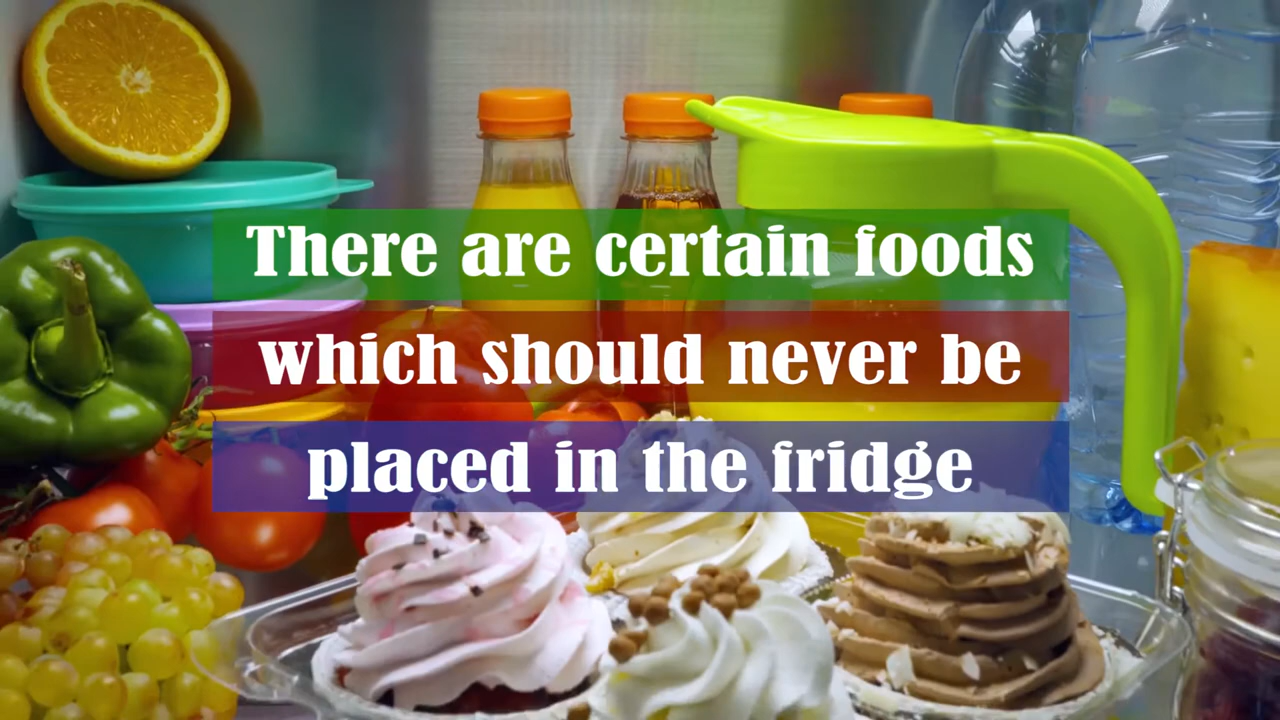 There are certain foods
which should never be
placed in the fridge